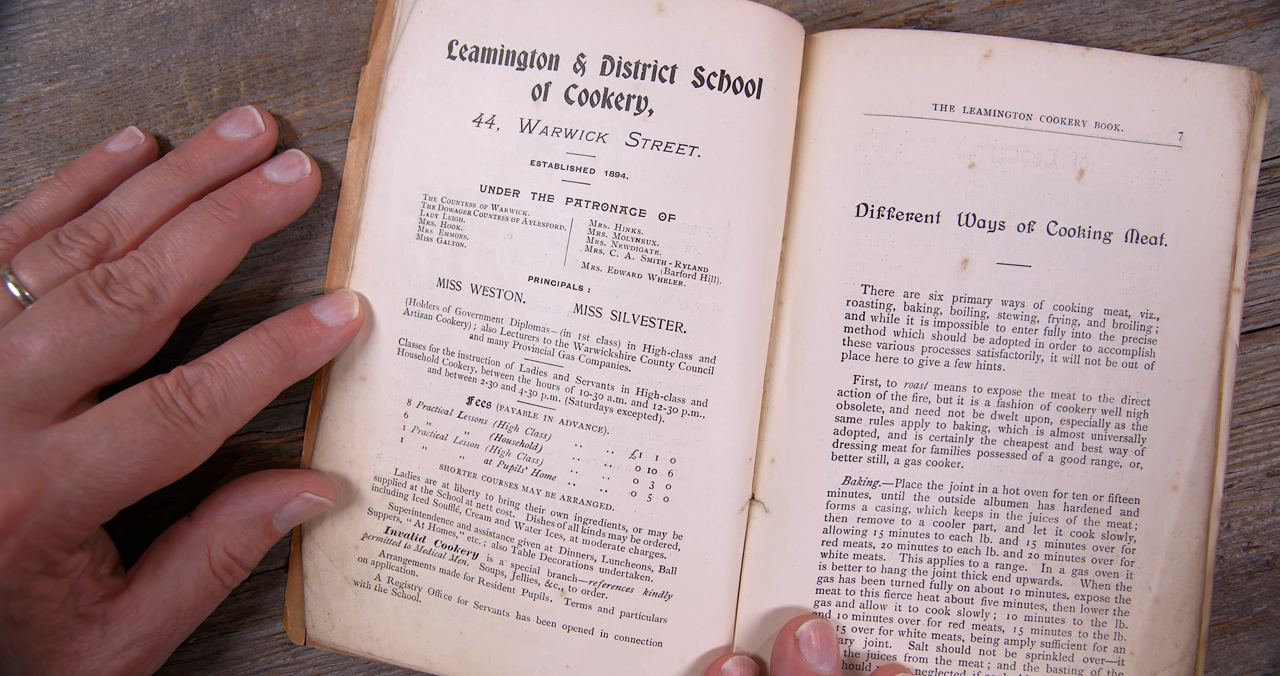 Leamington & District School
of Cookery,
44, WARWICK STREET.
ESTABLISHED 1894.
UNDER THE PATRONAGE OF
THE COUNTESS OF WARWICK.
THE DOWAGER COUNTESS OF AYLESFORD.
LADY LEIGH.
MRS. HOOK.
MRS EMMONS.
MISS GALTON.
MRS. HINKS.
MRS. MOLYNEUX.
MRS. NEWDIGATE.
MRS. C. A. SMITH-RYLAND
(Barford Hill).
MRS. EDWARD WHELER.
PRINCIPALS:
MISS WESTON.
MISS SILVESTER.
(Holders of Government Diplomas—(in 1st class) in High-class and
Artizan Cookery); also Lecturers to the Warwickshire County Council
and many Provincial Gas Companies.
Classes for the instruction of Ladies and Servants in High-class and
Household Cookery, between the hours of 10-30 a.m. and 12-30 p.m.,
and between 2-30 and 4-30 p.m. (Saturdays excepted).
Fees (PAYABLE IN ADVANCE).
8 Practical Lessons (High Class) .. .. £1 1 0
6 „ „ (Household) .. .. 0 10 6
1 Practical Lesson (High Class) .. .. 0 3 0
1 „ „ at Pupils' Home .. .. 0 5 0
SHORTER COURSES MAY BE ARRANGED.
Ladies are at liberty to bring their own ingredients, or may be
supplied at the School at nett cost. Dishes of all kinds may be ordered,
including Iced Soufflé, Cream and Water Ices, at moderate charges.
Superintendence and assistance given at Dinners, Luncheons, Ball
Suppers, "At Homes," etc.; also Table Decorations undertaken.
Invalid Cookery is a special branch—references kindly
permitted to Medical Men. Soups, Jellies, &c., to order.
Arrangements made for Resident Pupils. Terms and particulars
on application.
A Registry Office for Servants has been opened in connection
with the School.
THE LEAMINGTON COOKERY BOOK. 7
Different Ways of Cooking Meat.
There are six primary ways of cooking meat, viz.,
roasting, baking, boiling, stewing, frying, and broiling;
and while it is impossible to enter fully into the precise
method which should be adopted in order to accomplish
these various processes satisfactorily, it will not be out of
place here to give a few hints.
First, to roast means to expose the meat to the direct
action of the fire, but it is a fashion of cookery well nigh
obsolete, and need not be dwelt upon, especially as the
same rules apply to baking, which is almost universally
adopted, and is certainly the cheapest and best way of
dressing meat for families possessed of a good range, or,
better still, a gas cooker.
Baking.—Place the joint in a hot oven for ten or fifteen
minutes, until the outside albumen has hardened and
forms a casing, which keeps in the juices of the meat;
then remove to a cooler part, and let it cook slowly,
allowing 15 minutes to each lb. and 15 minutes over for
red meats, 20 minutes to each lb. and 20 minutes over for
white meats. This applies to a range. In a gas oven it
is better to hang the joint thick end upwards. When the
gas has been turned fully on about 10 minutes, expose the
meat to this fierce heat about five minutes, then lower the
gas and allow it to cook slowly; 10 minutes to the lb.
and 10 minutes over for red meats, 15 minutes to the lb.
15 over for white meats, being amply sufficient for an
joint. Salt should not be sprinkled over—it
the juices from the meat; and the basting of the
neglected if